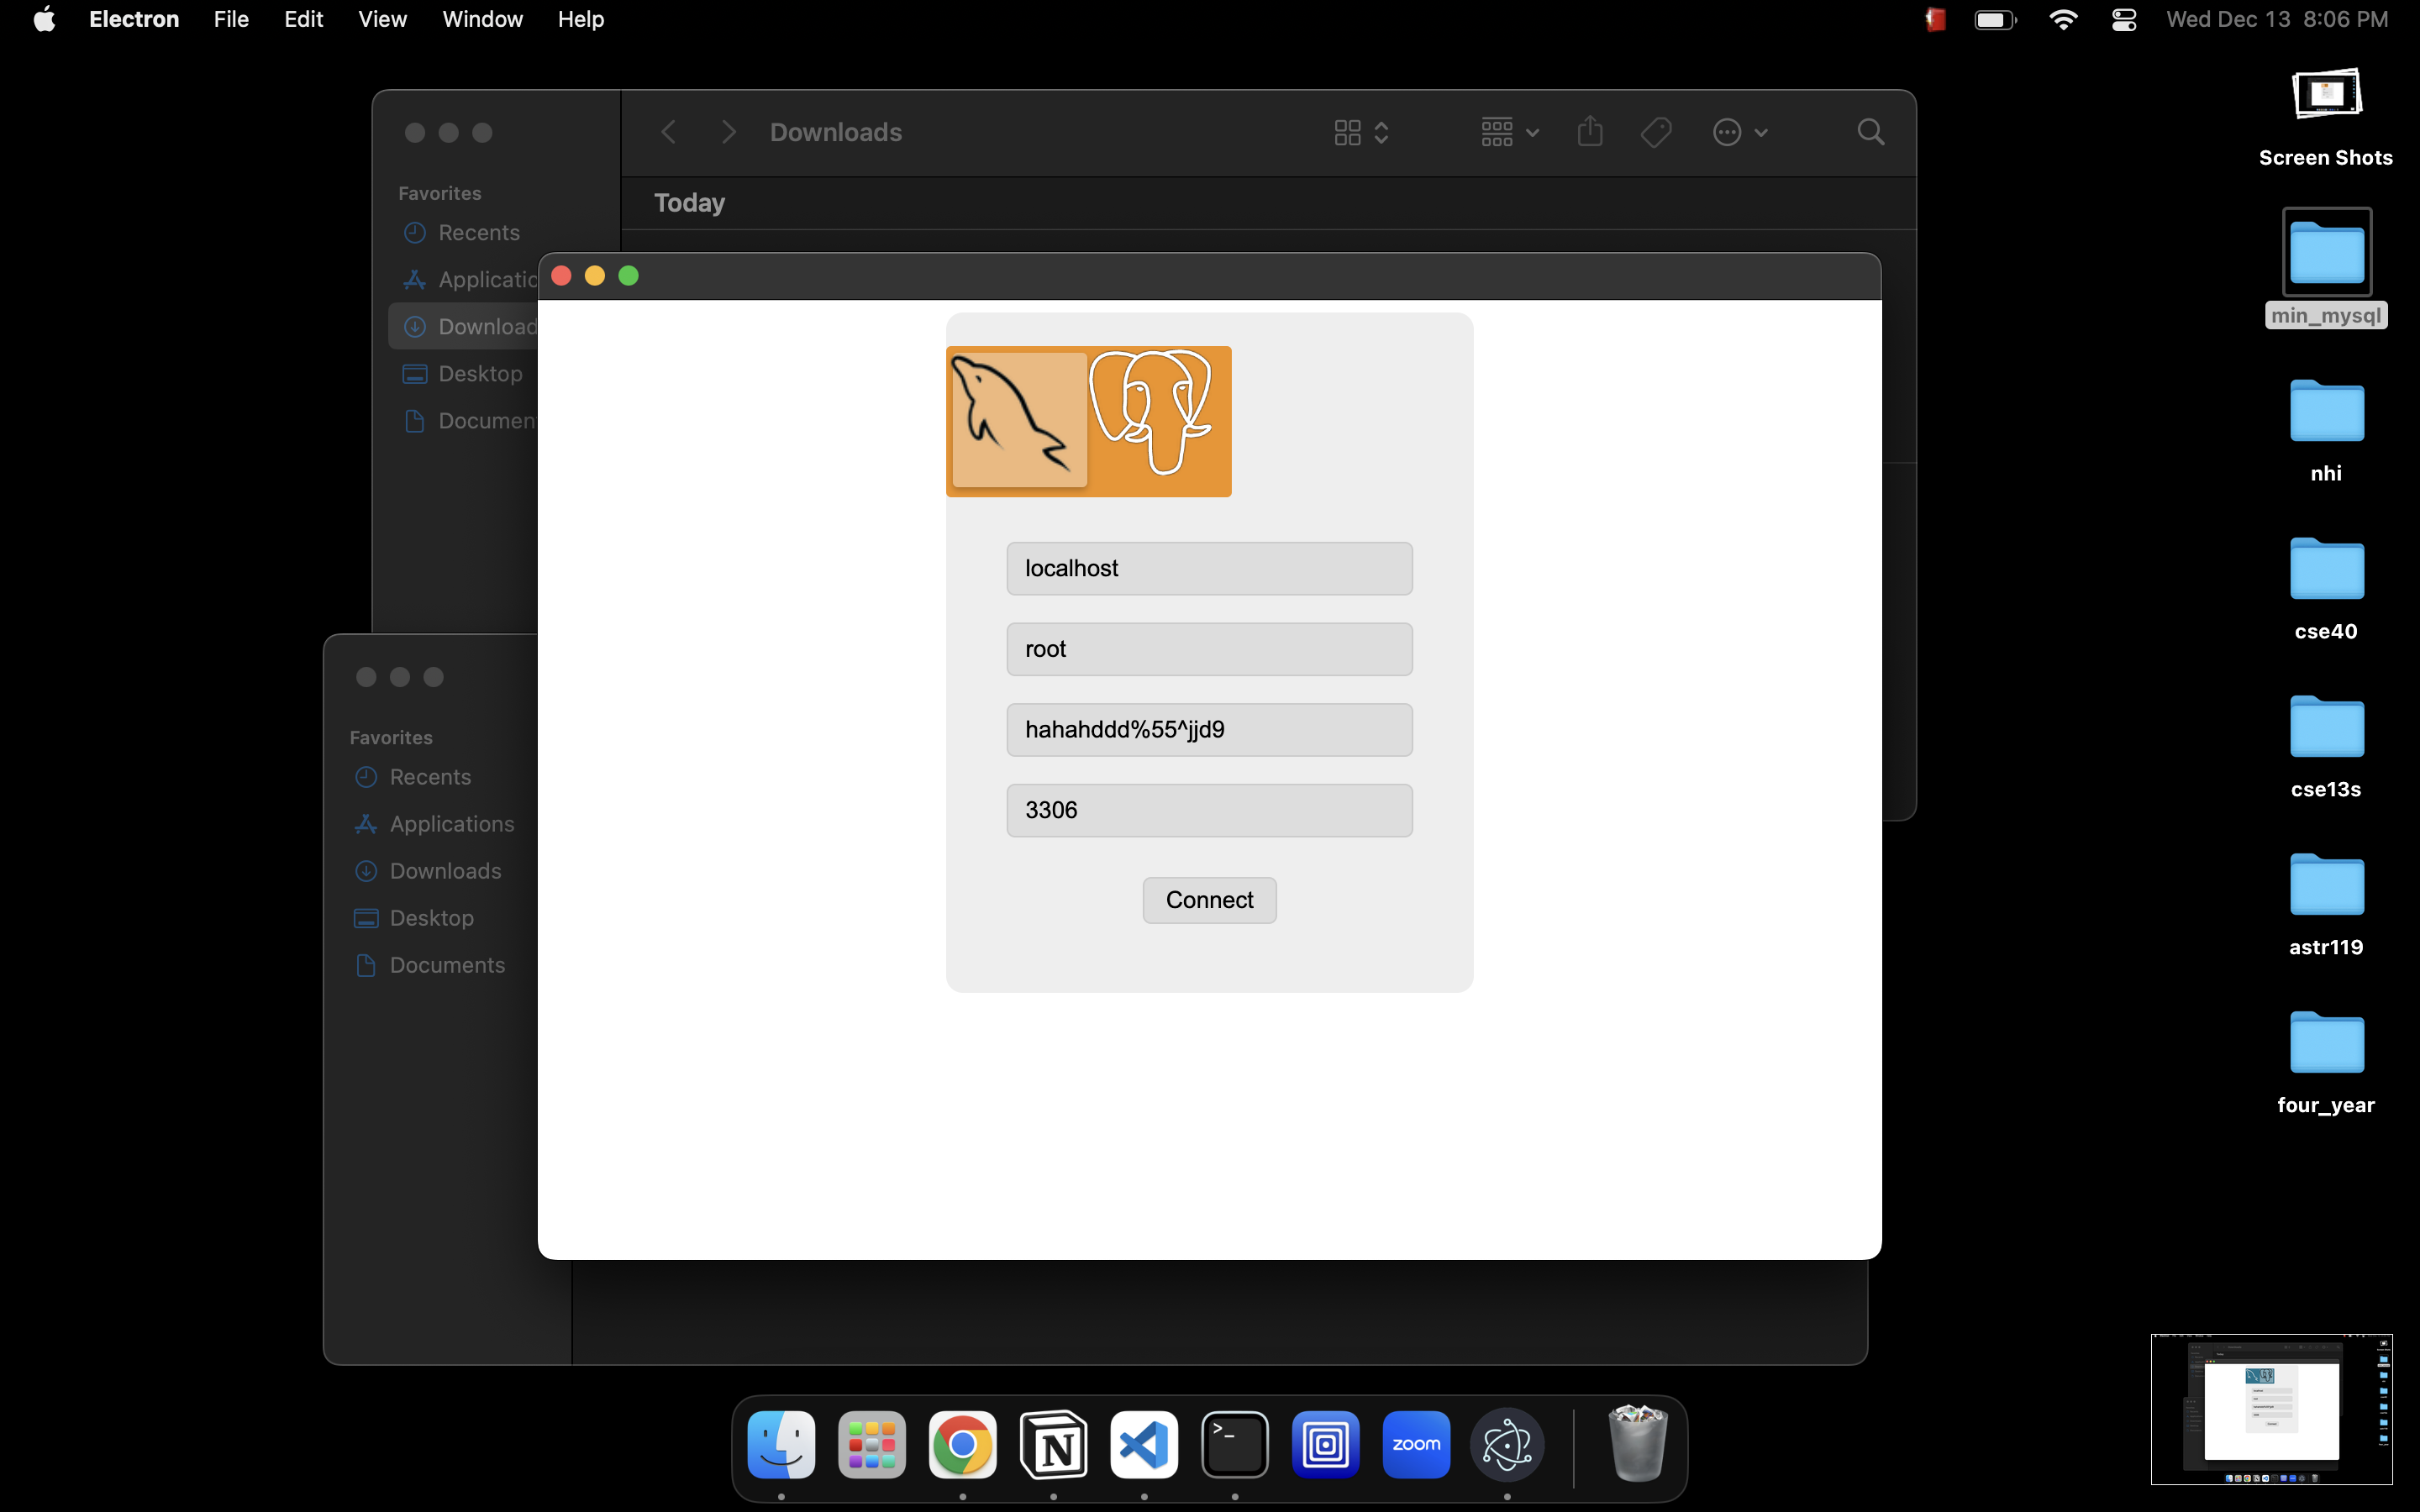 Electron File Edit View Window Help Wed Dec 13 8:06 PM
Downloads
Favorites
Today
Recents
Applicatic
Download
Desktop
Documen
localhost
root
hahahddd%55^jjd9
3306
Connect
Favorites
Recents
Applications
Downloads
Desktop
Documents
Screen Shots
min_mysql
nhi
cse40
cse13s
astr119
four_year
zoom